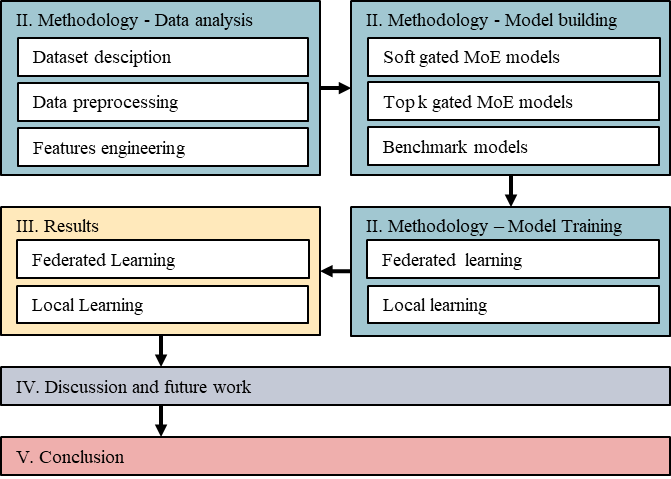 II. Methodology - Data analysis
Dataset desciption
Data preprocessing
Features engineering
II. Methodology - Model building
Soft gated MoE models
Top k gated MoE models
Benchmark models
II. Methodology – Model Training
Federated learning
Local learning
III. Results
Federated Learning
Local Learning
IV. Discussion and future work
V. Conclusion